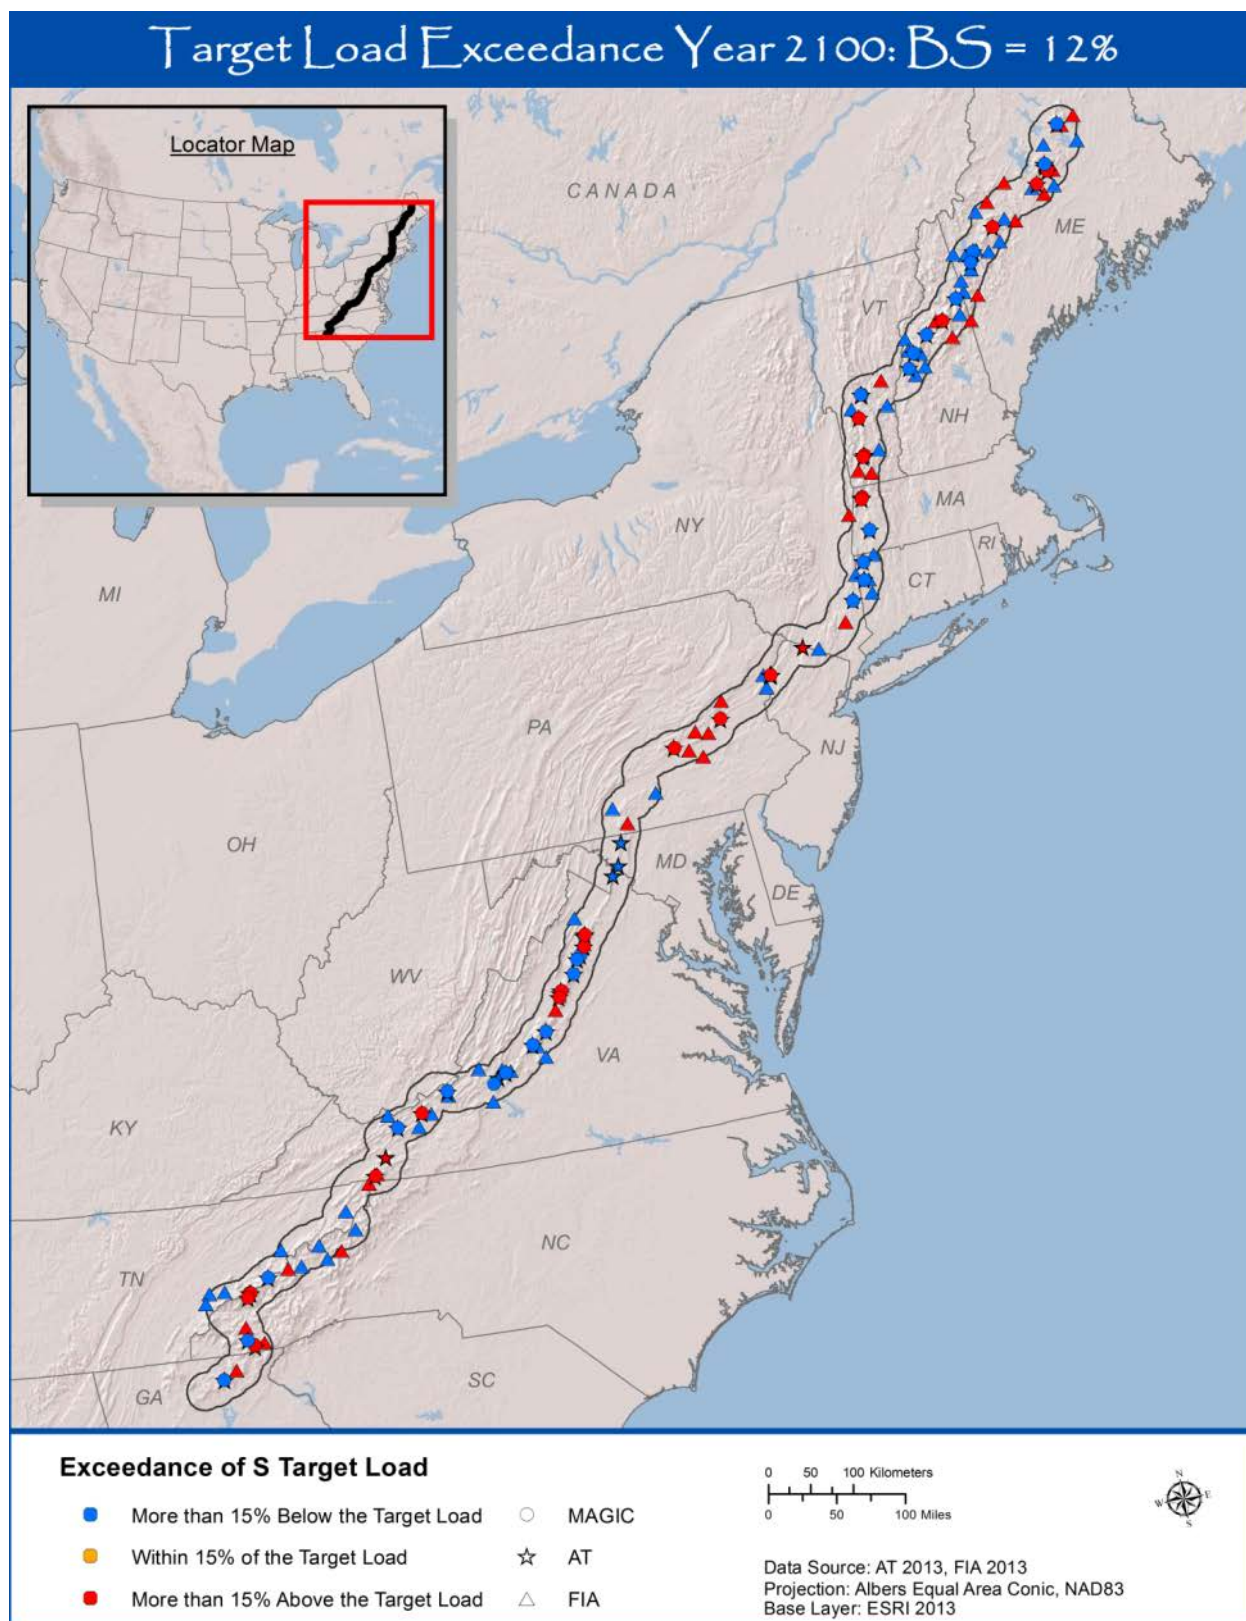 Target Load Exceedance Year 2100: BS = 12%
Locator Map
CANADA
ME
VT
NH
MA
NY
RI
CT
MI
PA
NJ
OH
MD
DE
WV
VA
KY
NC
TN
SC
GA
Exceedance of S Target Load
More than 15% Below the Target Load
Within 15% of the Target Load
More than 15% Above the Target Load
MAGIC
AT
FIA
0 50 100 Kilometers
0 50 100 Miles
N
W E
S
Data Source: AT 2013, FIA 2013
Projection: Albers Equal Area Conic, NAD83
Base Layer: ESRI 2013